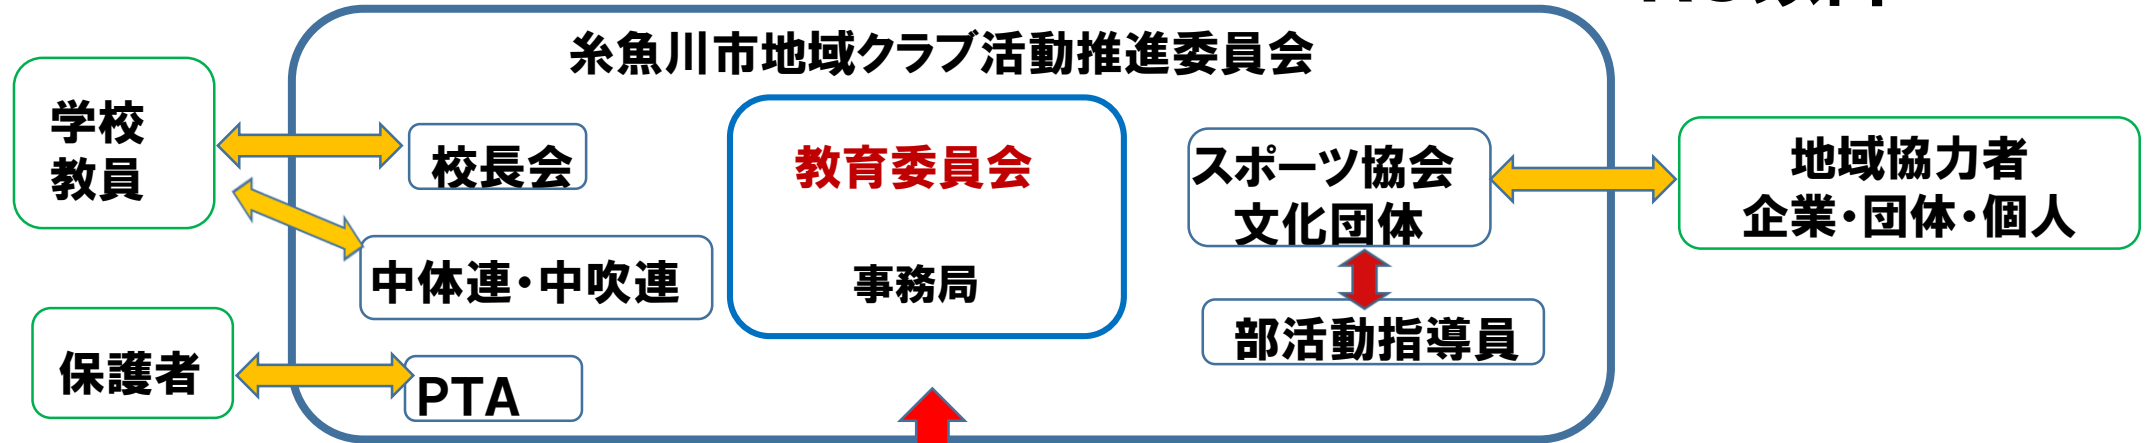 糸魚川市地域クラブ活動推進委員会
学校
教員
校長会
中体連・中吹連
保護者
PTA
教育委員会
事務局
スポーツ協会
文化団体
部活動指導員
地域協力者
企業・団体・個人